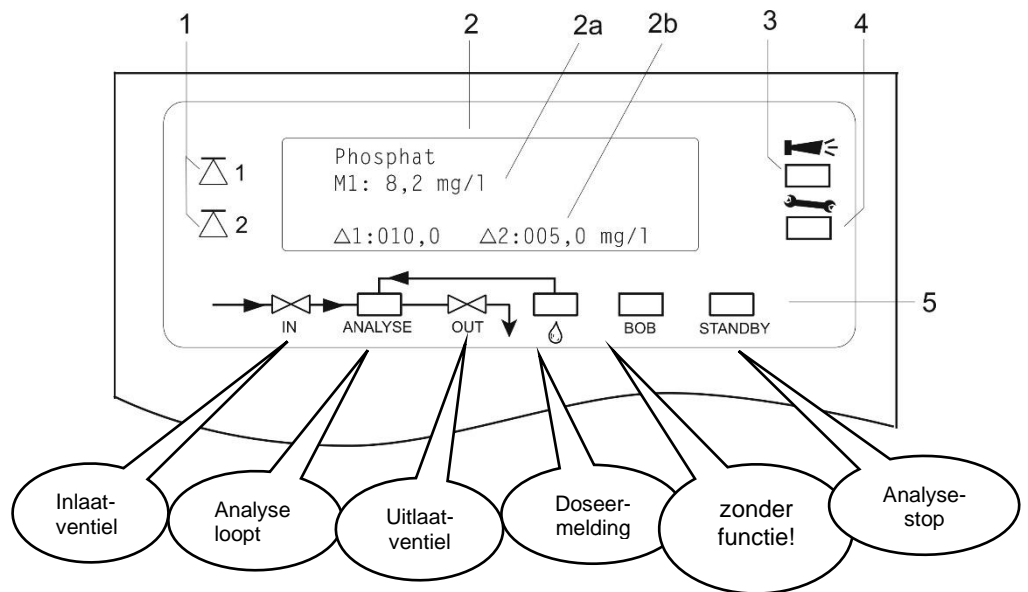 1
2
2a
2b
3
4
Phosphat
M1: 8,2 mg/l
△1:010,0 △2:005,0 mg/l
1
2
5
IN
ANALYSE
OUT
BOB
STANDBY
Inlaat-
ventiel
Analyse
loopt
Uitlaat-
ventiel
Doseer-
melding
zonder
functie!
Analyse-
stop